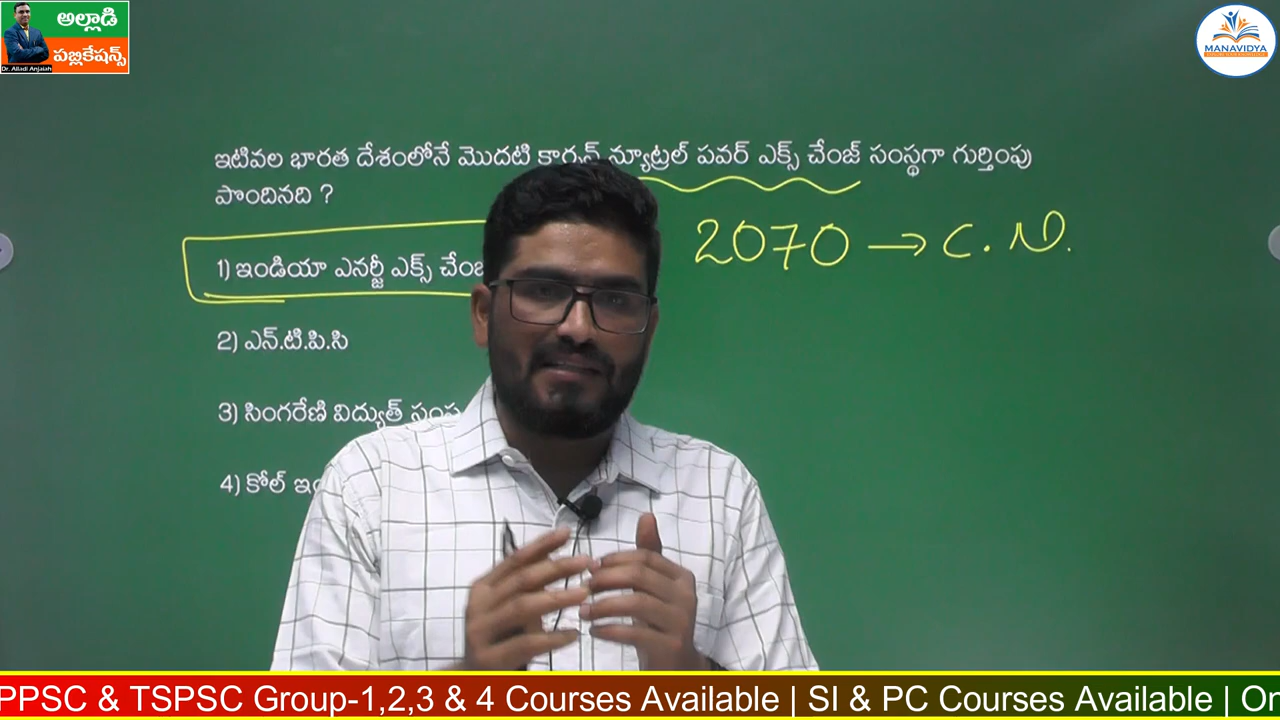 అల్లాడి
పబ్లికేషన్స్
Dr. Alladi Anjaiah
MANAVIDYA
ఇటీవల భారత దేశంలోనే మొదటి కార్బన్ న్యూట్రల్ పవర్ ఎక్స్ చేంజ్ సంస్థగా గుర్తింపు
పొందినది ?
2070 → C. N.
1) ఇండియా ఎనర్జీ ఎక్స్
2) ఎన్.టి.పి.సి
3) సింగరేణి విద్యుత్
4) కోల్
PPSC & TSPSC Group-1,2,3 & 4 Courses Available | SI & PC Courses Available | On